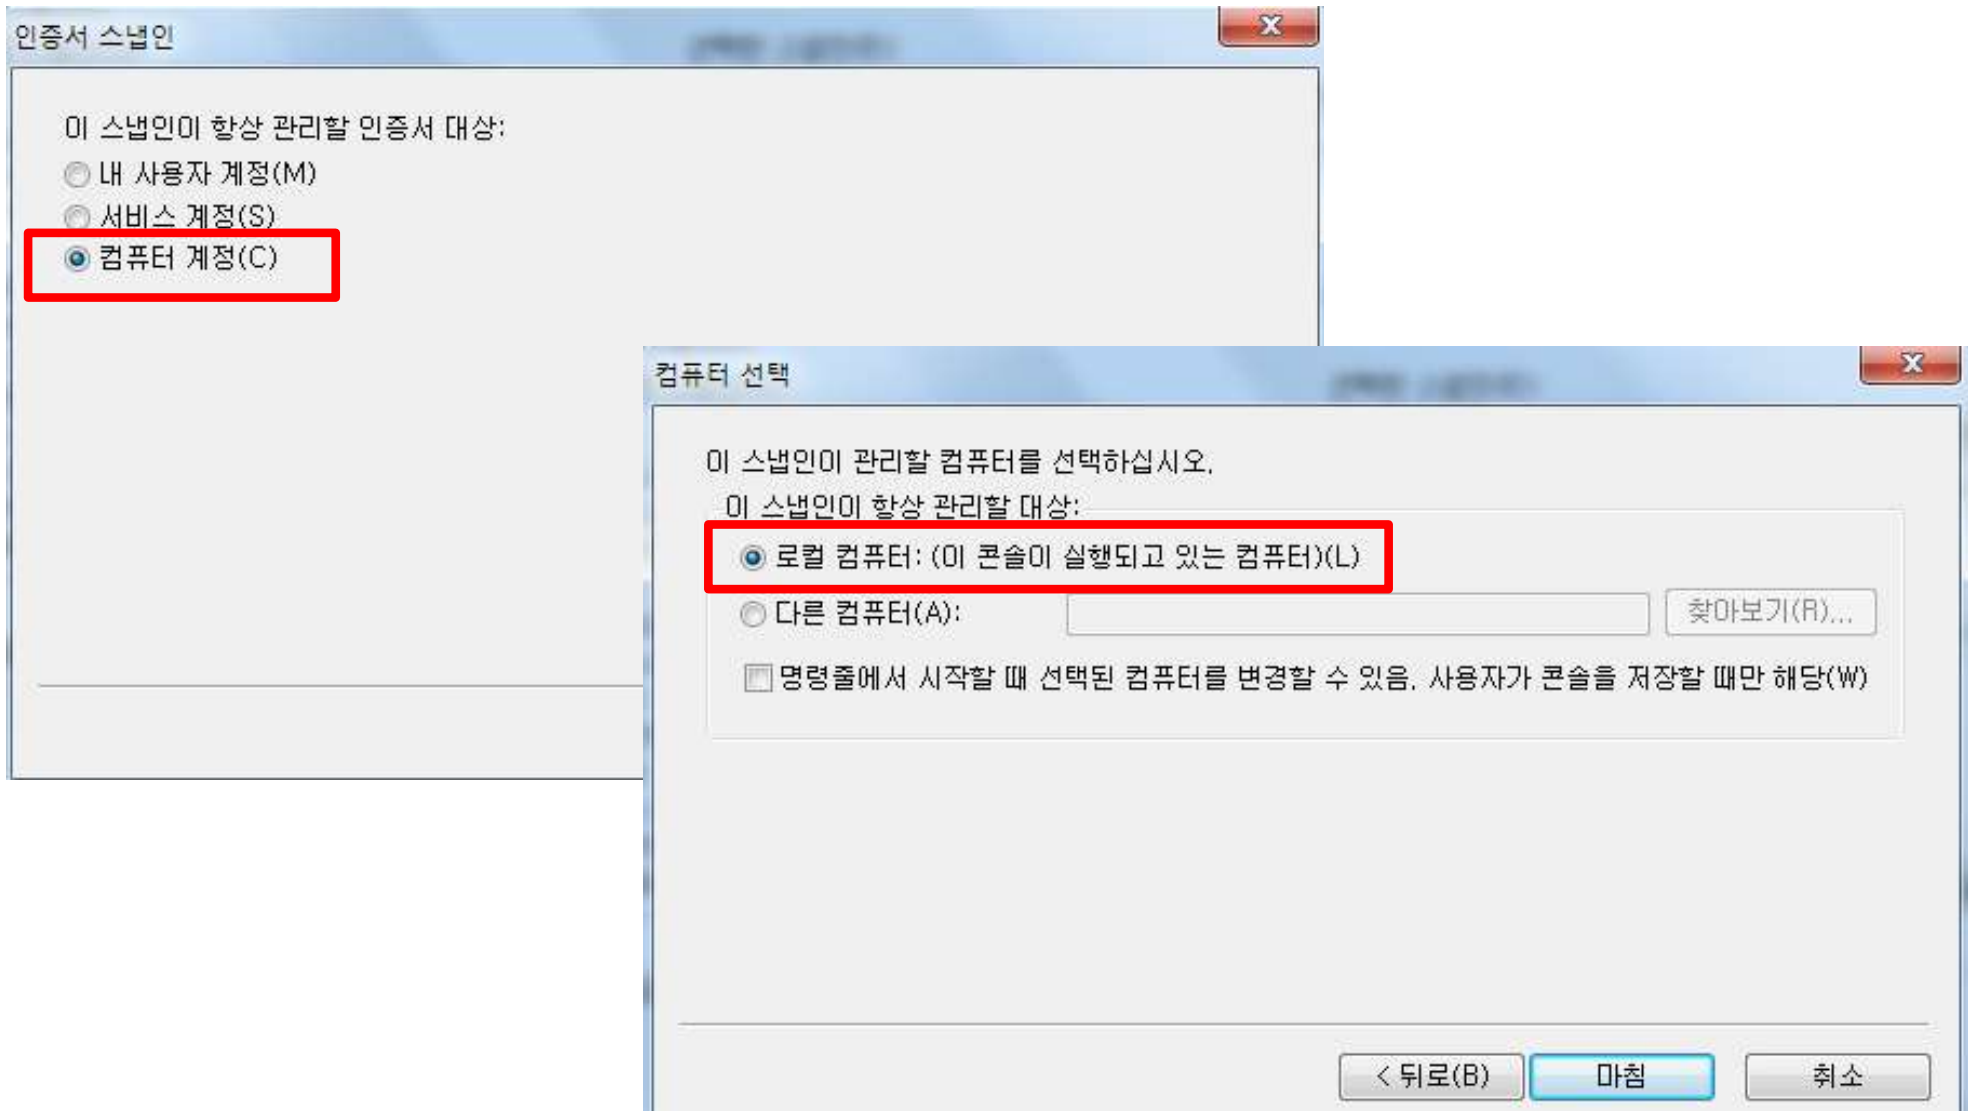 인증서 스냅인
이 스냅인이 항상 관리할 인증서 대상:
내 사용자 계정(M)
서비스 계정(S)
컴퓨터 계정(C)
컴퓨터 선택
이 스냅인이 관리할 컴퓨터를 선택하십시오.
이 스냅인이 항상 관리할 대상:
로컬 컴퓨터: (이 콘솔이 실행되고 있는 컴퓨터)(L)
다른 컴퓨터(A):
찾아보기(R)...
명령줄에서 시작할 때 선택된 컴퓨터를 변경할 수 있음. 사용자가 콘솔을 저장할 때만 해당(W)
< 뒤로(B)
마침
취소